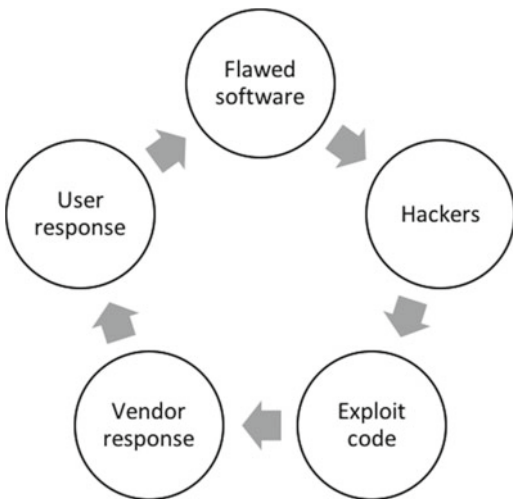 Flawed
software
Hackers
Exploit
code
Vendor
response
User
response